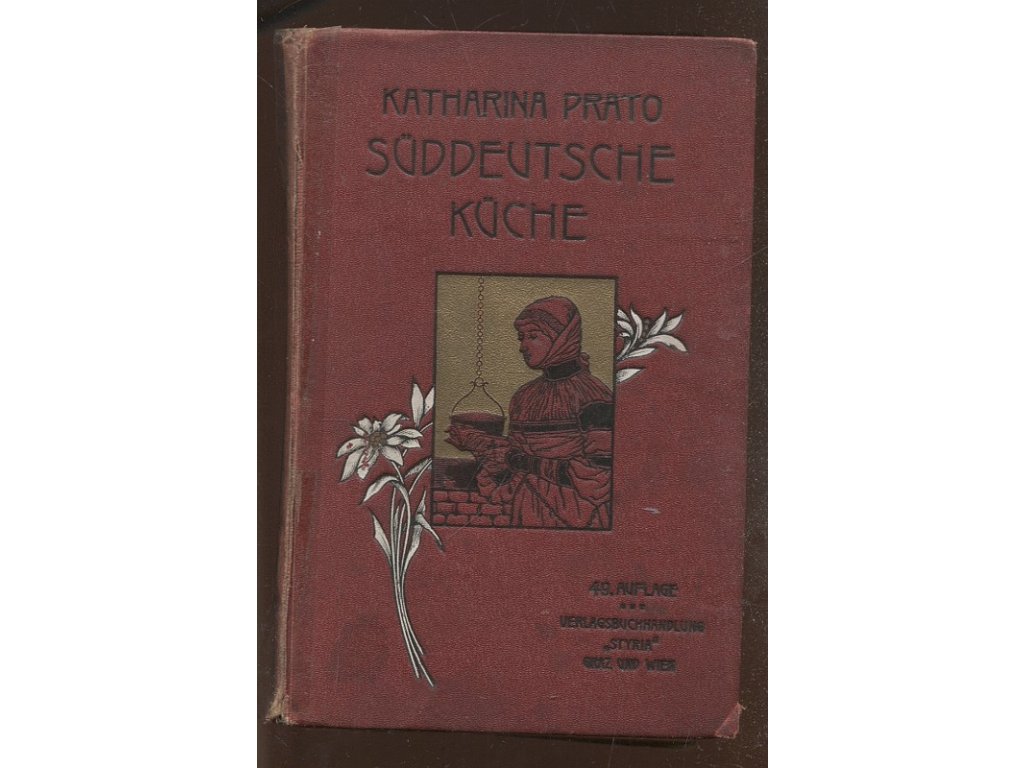 KATHARINA PRATO
SÜDDEUTSCHE
KÜCHE
49. AUFLAGE
VERLAGSBUCHHANDLUNG
„STYRIA“
GRAZ UND WIEN